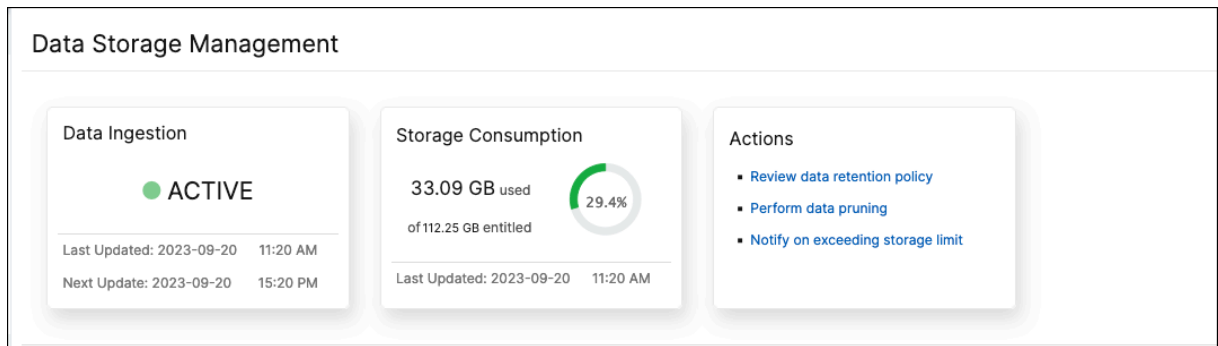 Data Storage Management
Data Ingestion
ACTIVE
Last Updated: 2023-09-20 11:20 AM
Next Update: 2023-09-20 15:20 PM
Storage Consumption
33.09 GB used
of 112.25 GB entitled
29.4%
Last Updated: 2023-09-20 11:20 AM
Actions
Review data retention policy
Perform data pruning
Notify on exceeding storage limit